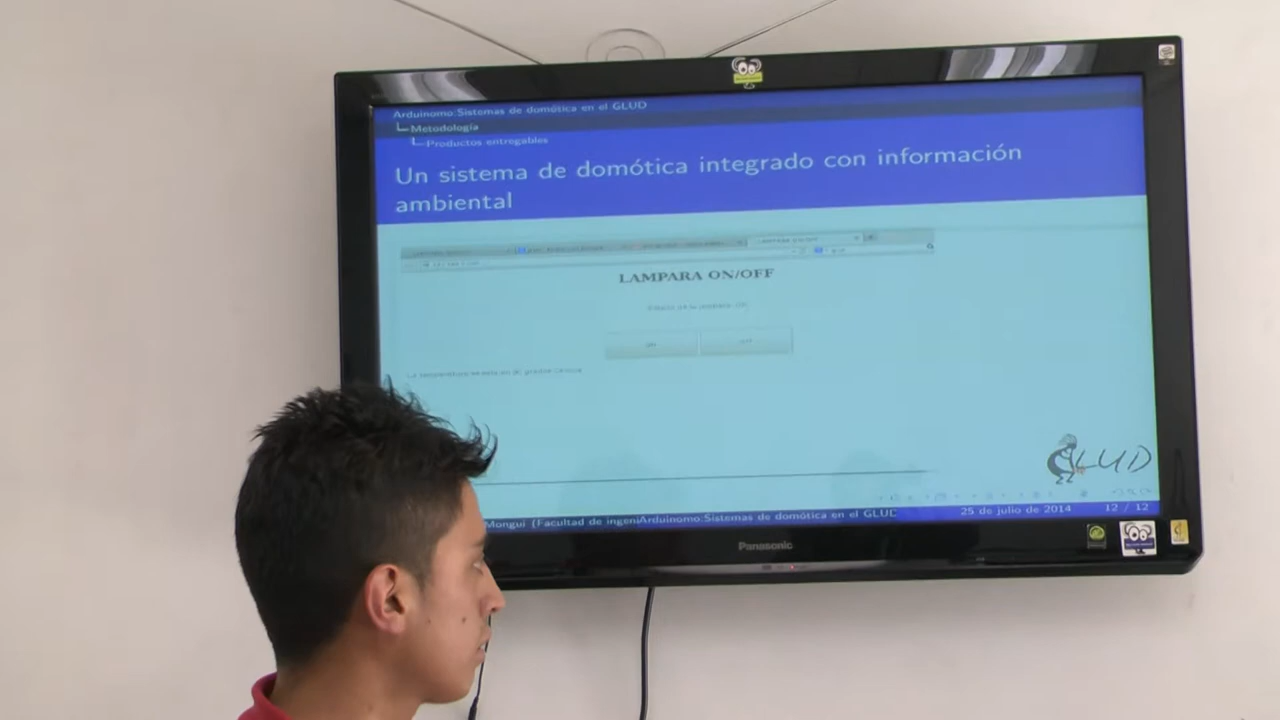 Arduinomo:Sistemas de domótica en el GLUD
Metodología
Productos entregables
Un sistema de domótica integrado con información
ambiental
LAMPARA ON/OFF
GLUD
Mongui (Facultad de ingeni Arduinomo:Sistemas de domótica en el GLUD
25 de julio de 2014
12 / 12
Panasonic